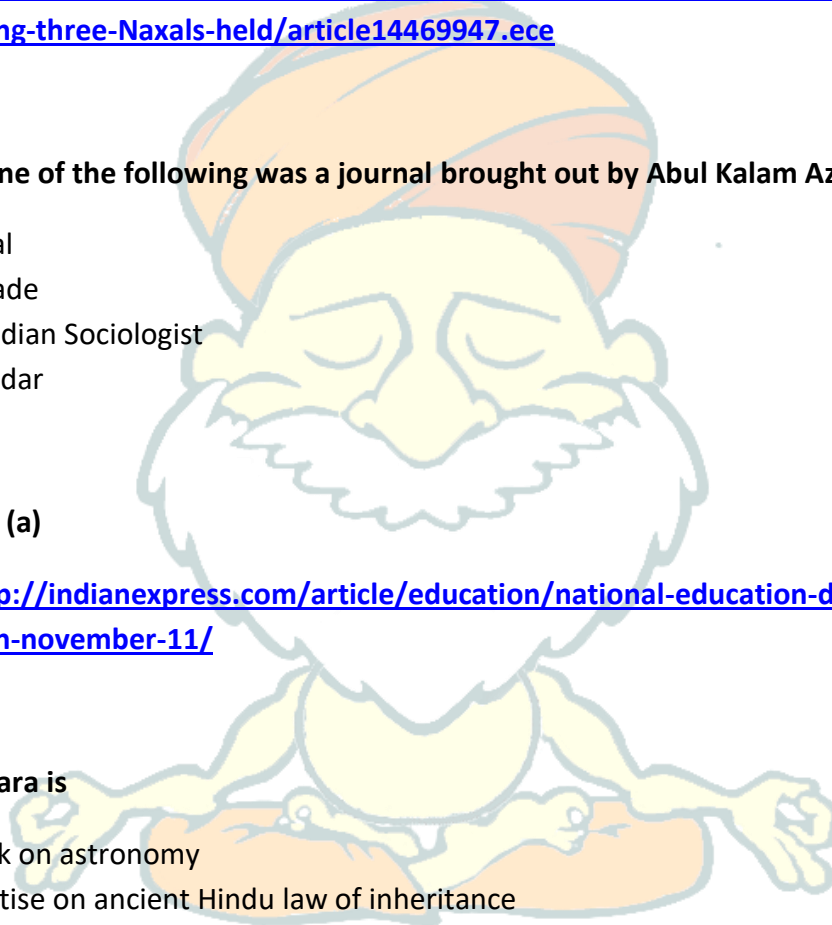 ng-three-Naxals-held/article14469947.ece
ne of the following was a journal brought out by Abul Kalam Az
al
ade
dian Sociologist
dar
(a)
p://indianexpress.com/article/education/national-education-d
n-november-11/
ara is
k on astronomy
tise on ancient Hindu law of inheritance